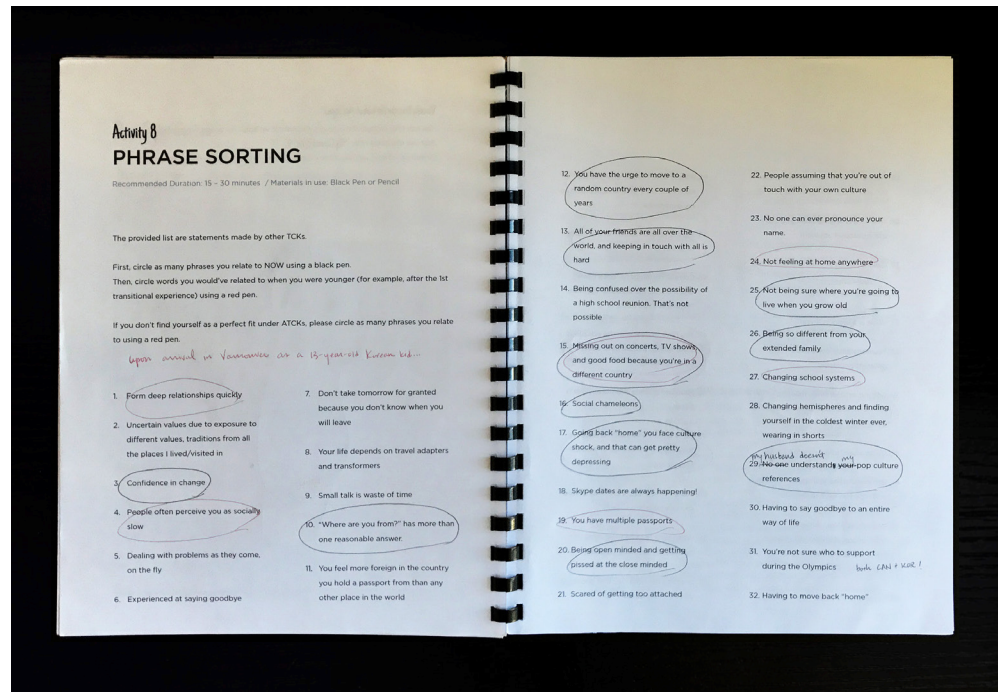 Activity 8
PHRASE SORTING
Recommended Duration: 15 - 30 minutes / Materials in use: Black Pen or Pencil
The provided list are statements made by other TCKs.
First, circle as many phrases you relate to NOW using a black pen.
Then, circle words you would've related to when you were younger (for example, after the 1st
transitional experience) using a red pen.
If you don't find yourself as a perfect fit under ATCKs, please circle as many phrases you relate
to using a red pen.
Upon arrival in Vancouver as a 13-year-old Korean kid...
1. Form deep relationships quickly
2. Uncertain values due to exposure to
different values, traditions from all
the places I lived/visited in
3. Confidence in change
4. People often perceive you as socially
slow
5. Dealing with problems as they come,
on the fly
6. Experienced at saying goodbye
7. Don't take tomorrow for granted
because you don't know when you
will leave
8. Your life depends on travel adapters
and transformers
9. Small talk is waste of time
10. "Where are you from?" has more than
one reasonable answer.
11. You feel more foreign in the country
you hold a passport from than any
other place in the world
12. You have the urge to move to a
random country every couple of
years
13. All of your friends are all over the
world, and keeping in touch with all is
hard
14. Being confused over the possibility of
a high school reunion. That's not
possible
15. Missing out on concerts, TV shows
and good food because you're in a
different country
16. Social chameleons
17. Going back "home" you face culture
shock, and that can get pretty
depressing
18. Skype dates are always happening!
19. You have multiple passports
20. Being open minded and getting
pissed at the close minded
21. Scared of getting too attached
22. People assuming that you're out of
touch with your own culture
23. No one can ever pronounce your
name.
24. Not feeling at home anywhere
25. Not being sure where you're going to
live when you grow old
26. Being so different from your
extended family
27. Changing school systems
28. Changing hemispheres and finding
yourself in the coldest winter ever,
wearing in shorts
my husband doesn't my
29. No one understands your pop culture
references
30. Having to say goodbye to an entire
way of life
31. You're not sure who to support
during the Olympics both CAN + KOR!
32. Having to move back "home"